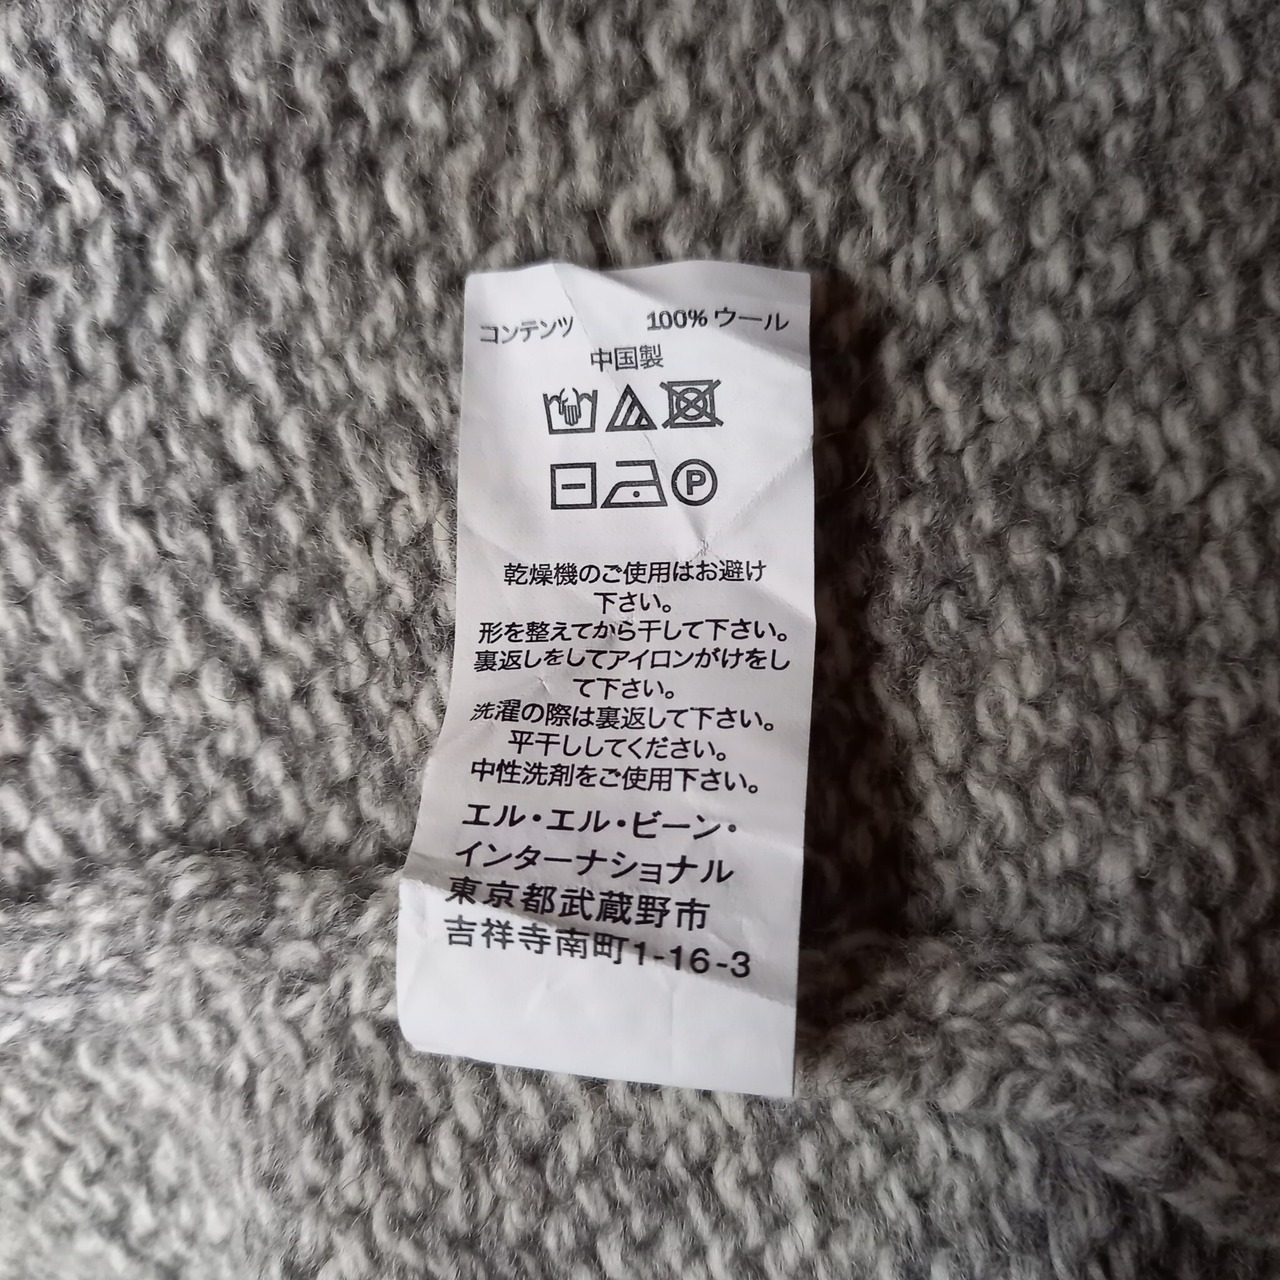 コンテンツ 100% ウール
中国製
P
乾燥機のご使用はお避け
下さい。
形を整えてから干して下さい。
裏返しをしてアイロンがけをし
て下さい。
洗濯の際は裏返して下さい。
平干ししてください。
中性洗剤をご使用下さい。
エル・エル・ビーン・
インターナショナル
東京都武蔵野市
吉祥寺南町1-16-3